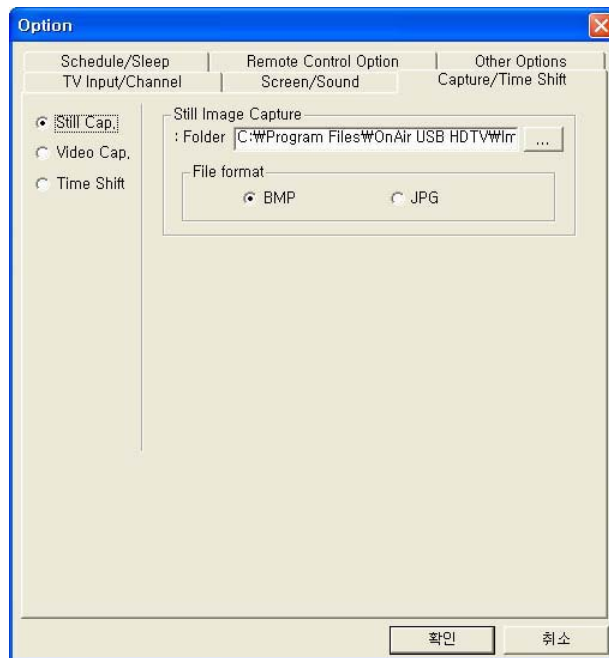 Option
Schedule/Sleep Remote Control Option Other Options
TV Input/Channel Screen/Sound Capture/Time Shift
Still Cap,
Video Cap,
Time Shift
Still Image Capture
: Folder C:₩Program Files₩OnAir USB HDTV₩Im ...
File format
BMP JPG
확인 취소